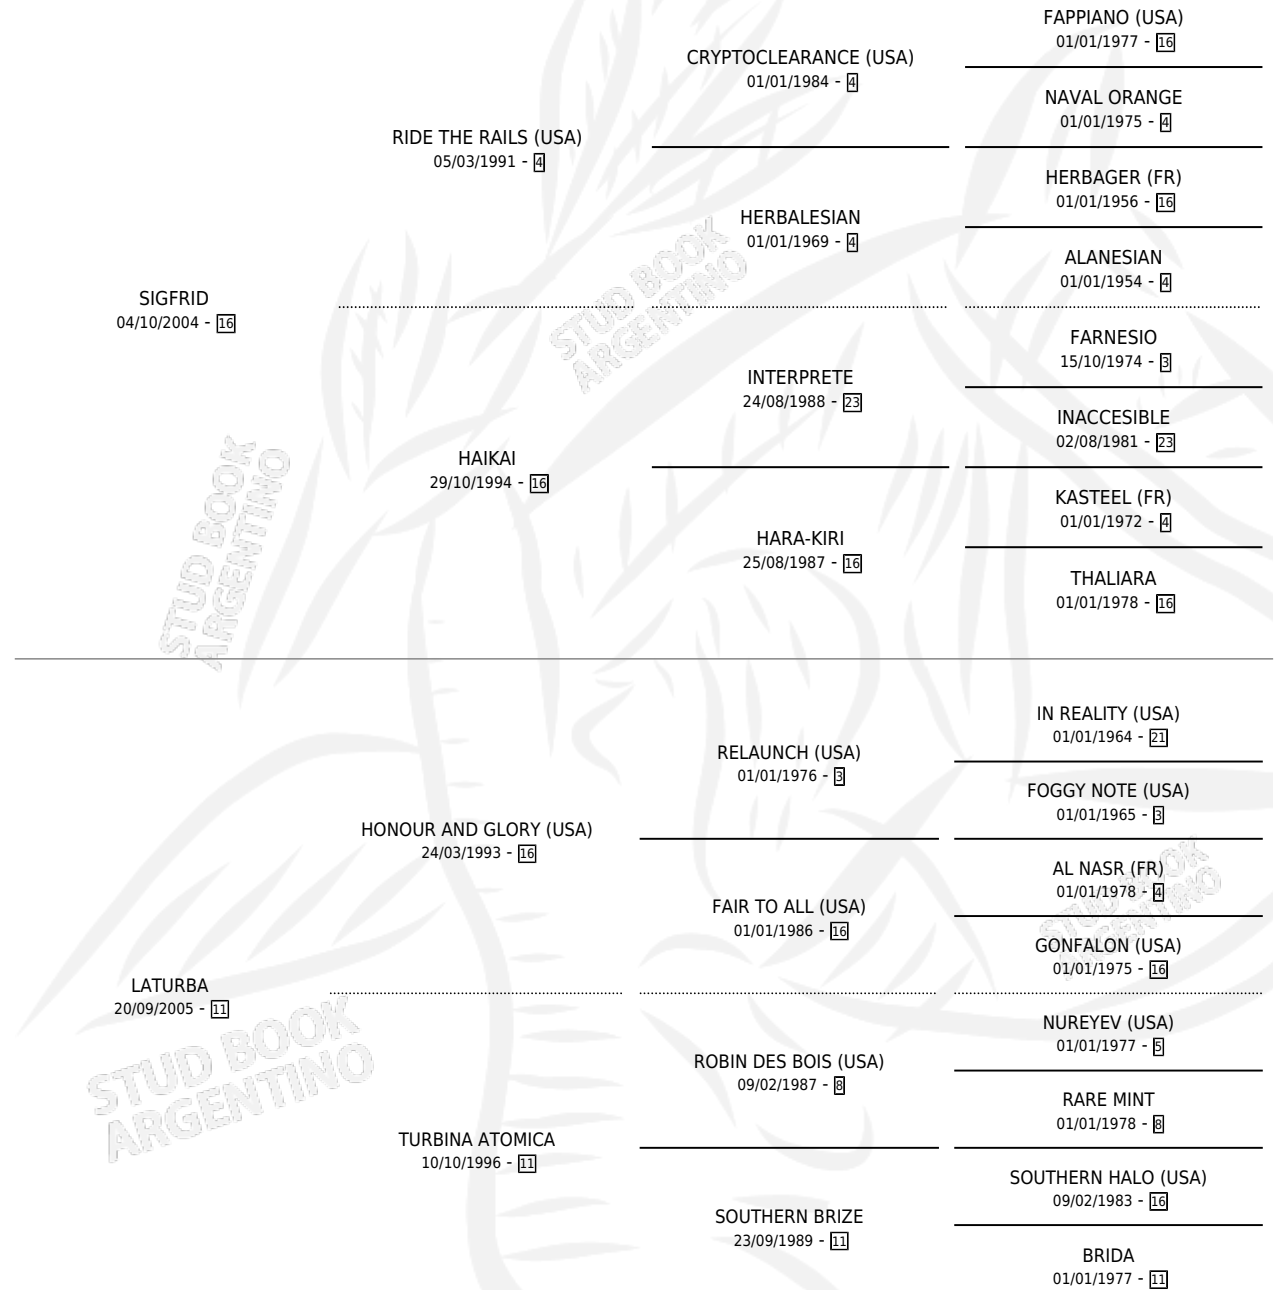 FAPPIANO (USA)
01/01/1977 - 16
CRYPTOCLEARANCE (USA)
01/01/1984 - 4
NAVAL ORANGE
01/01/1975 - 4
RIDE THE RAILS (USA)
05/03/1991 - 4
HERBAGER (FR)
01/01/1956 - 16
HERBALESIAN
01/01/1969 - 4
ALANESIAN
01/01/1954 - 4
SIGFRID
04/10/2004 - 16
STUD BOOK
ARGENTINO
FARNESIO
15/10/1974 - 3
INTERPRETE
24/08/1988 - 23
INACCESIBLE
02/08/1981 - 23
HAIKAI
29/10/1994 - 16
KASTEEL (FR)
01/01/1972 - 4
HARA-KIRI
25/08/1987 - 16
THALIARA
01/01/1978 - 16
STUD BOOK
ARGENTINO
IN REALITY (USA)
01/01/1964 - 21
RELAUNCH (USA)
01/01/1976 - 3
FOGGY NOTE (USA)
01/01/1965 - 3
HONOUR AND GLORY (USA)
24/03/1993 - 16
AL NASR (FR)
01/01/1978 - 4
FAIR TO ALL (USA)
01/01/1986 - 16
STUD BOOK
ARGENTINO
GONFALON (USA)
01/01/1975 - 16
LATURBA
20/09/2005 - 11
STUD BOOK
ARGENTINO
NUREYEV (USA)
01/01/1977 - 5
ROBIN DES BOIS (USA)
09/02/1987 - 8
RARE MINT
01/01/1978 - 8
TURBINA ATOMICA
10/10/1996 - 11
SOUTHERN HALO (USA)
09/02/1983 - 16
SOUTHERN BRIZE
23/09/1989 - 11
BRIDA
01/01/1977 - 11